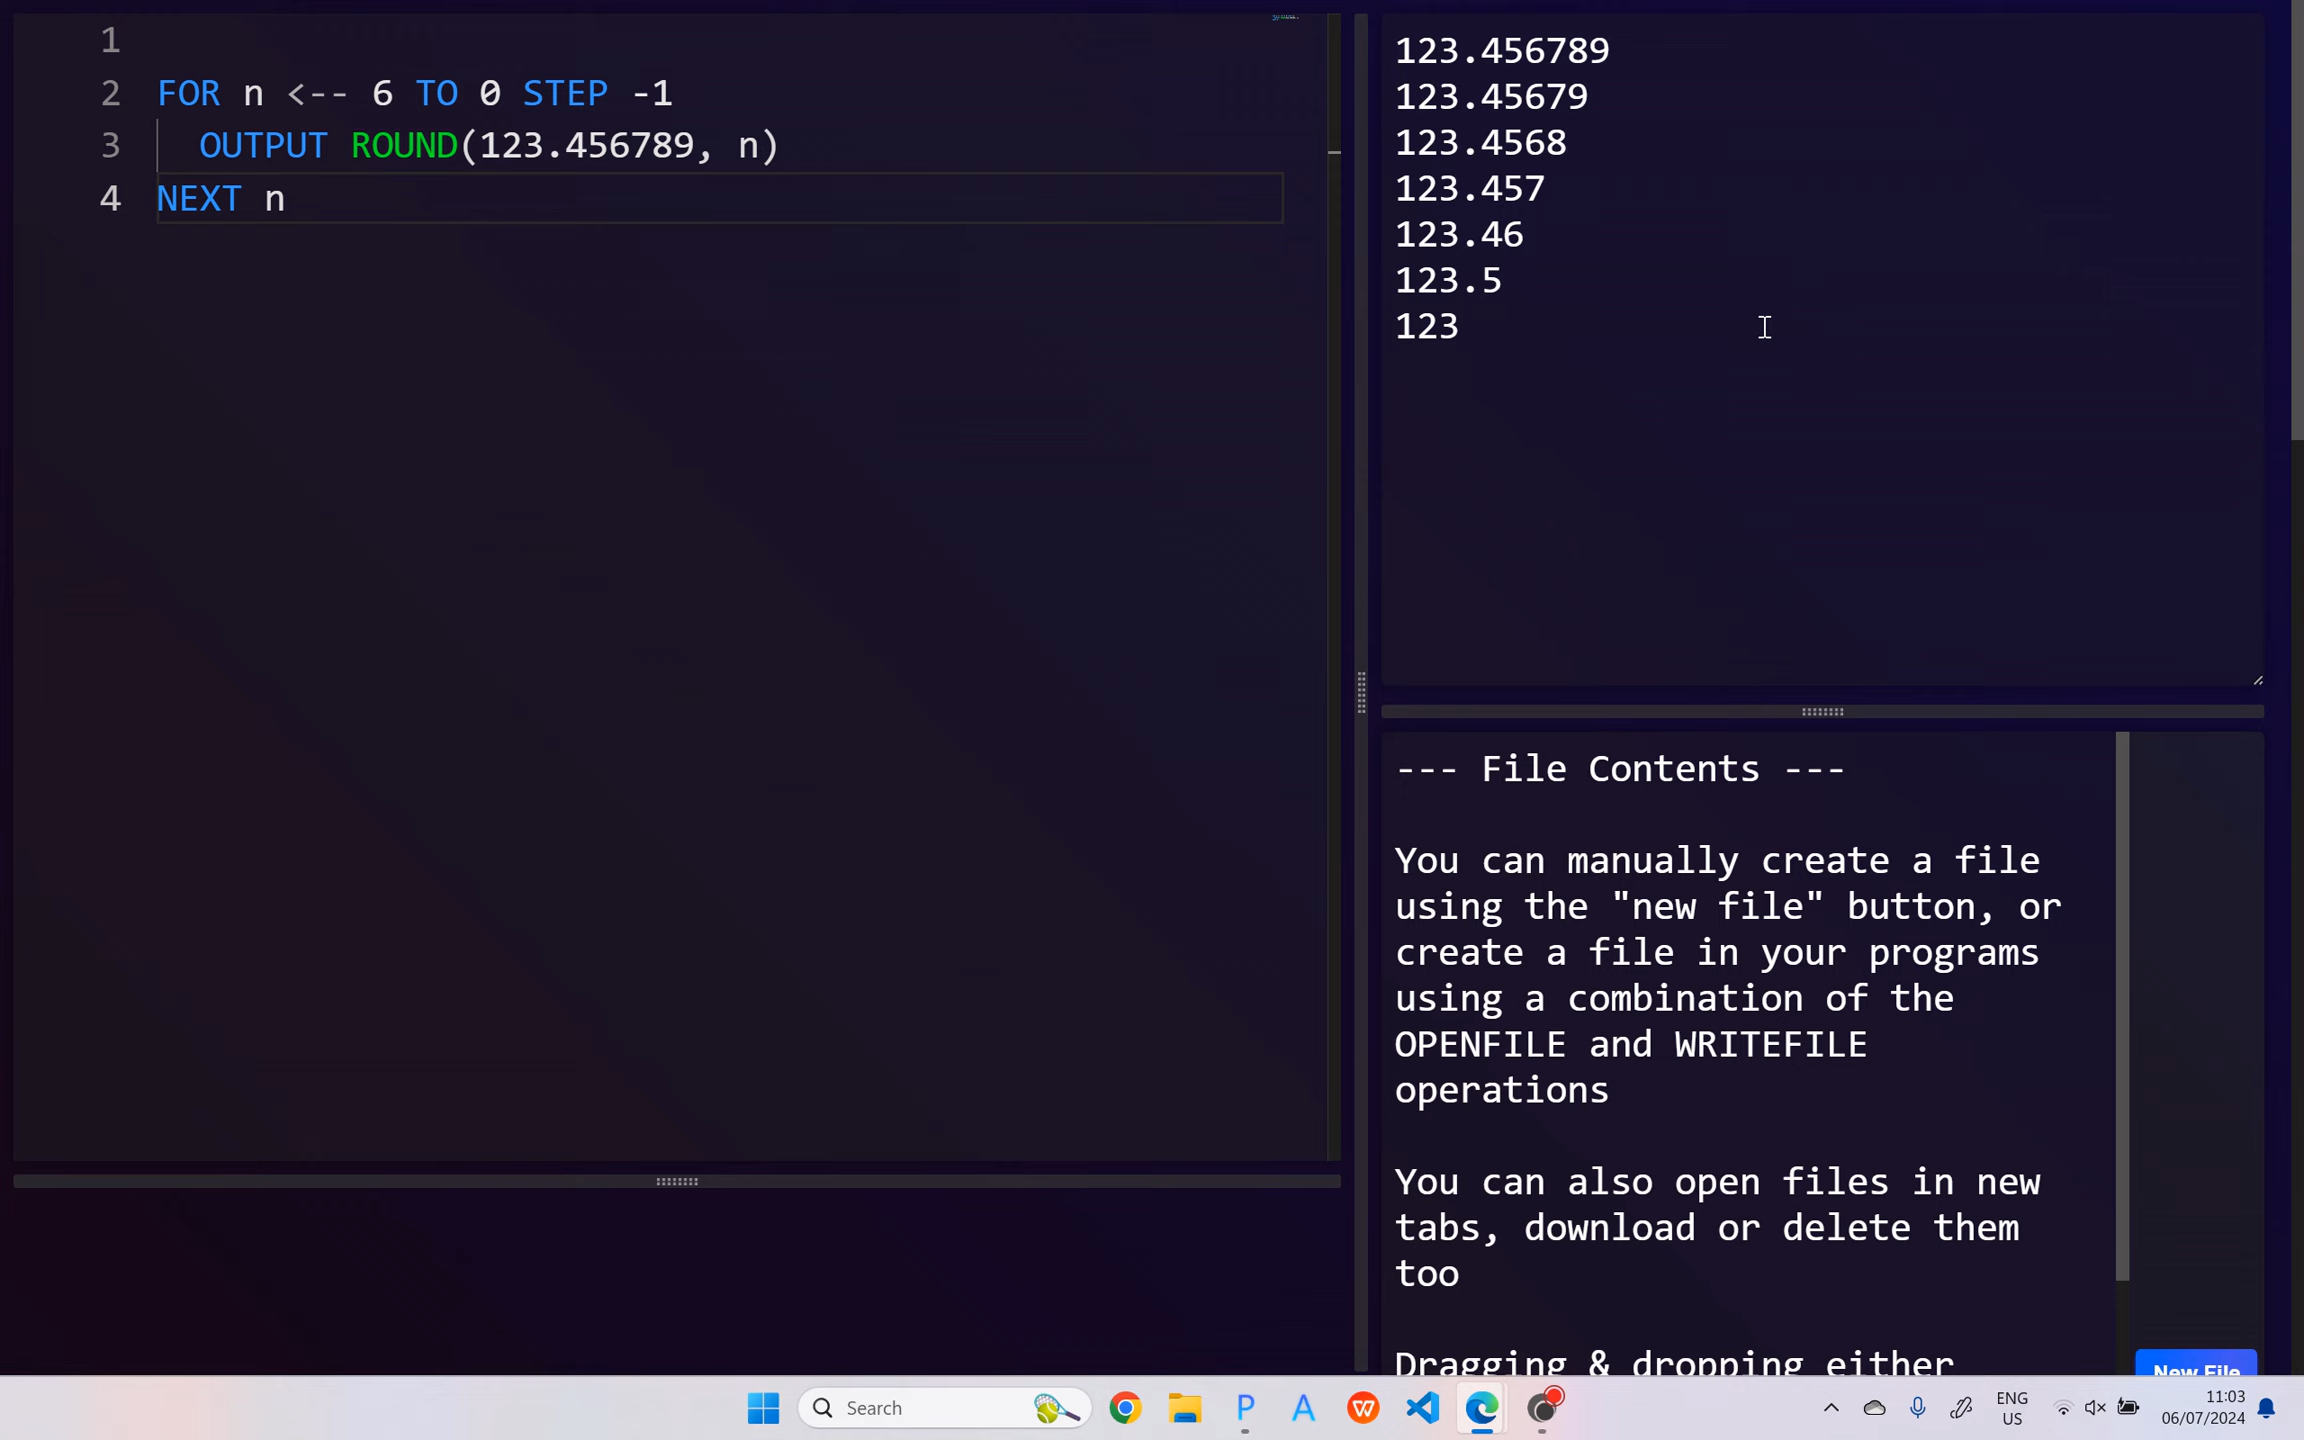 1
2 FOR n <-- 6 TO 0 STEP -1
3 OUTPUT ROUND(123.456789, n)
4 NEXT n
123.456789
123.45679
123.4568
123.457
123.46
123.5
123
--- File Contents ---
You can manually create a file
using the "new file" button, or
create a file in your programs
using a combination of the
OPENFILE and WRITEFILE
operations
You can also open files in new
tabs, download or delete them
too
Dragging & dropping either
New File
Search
P
A
W
ENG
US
11:03
06/07/2024